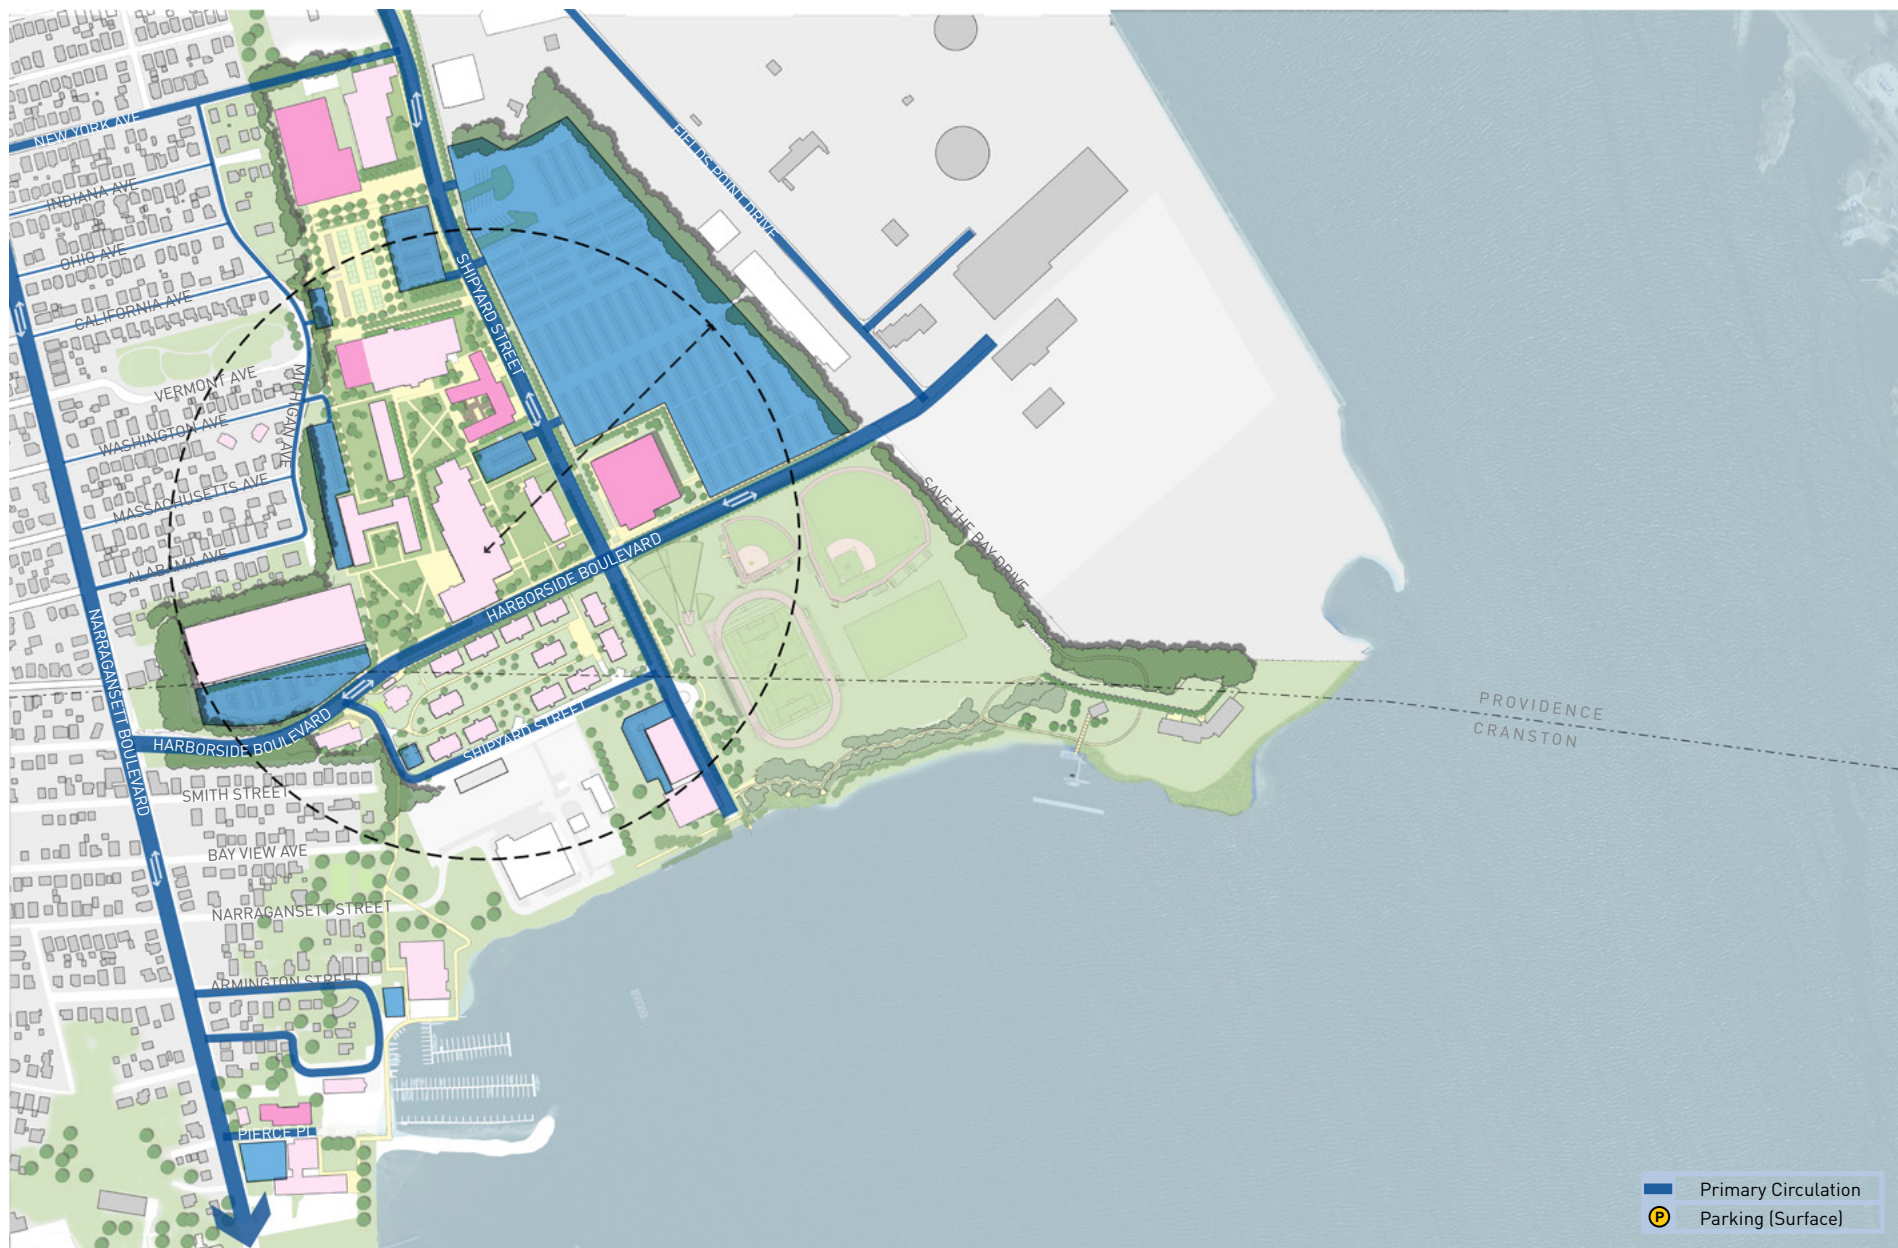 NEW YORK AVE
INDIANA AVE
OHIO AVE
CALIFORNIA AVE
VERMONT AVE
WASHINGTON AVE
MICHIGAN AVE
MASSACHUSETTS AVE
ALABAMA AVE
FIELDS POINT DRIVE
SHIPYARD STREET
SAVE THE BAY DRIVE
HARBORSIDE BOULEVARD
NARRAGANSETT BOULEVARD
HARBORSIDE BOULEVARD
SHIPYARD STREET
PROVIDENCE
CRANSTON
SMITH STREET
BAY VIEW AVE
NARRAGANSETT STREET
ARMINGTON STREET
PIERCE PL
Primary Circulation
P Parking (Surface)